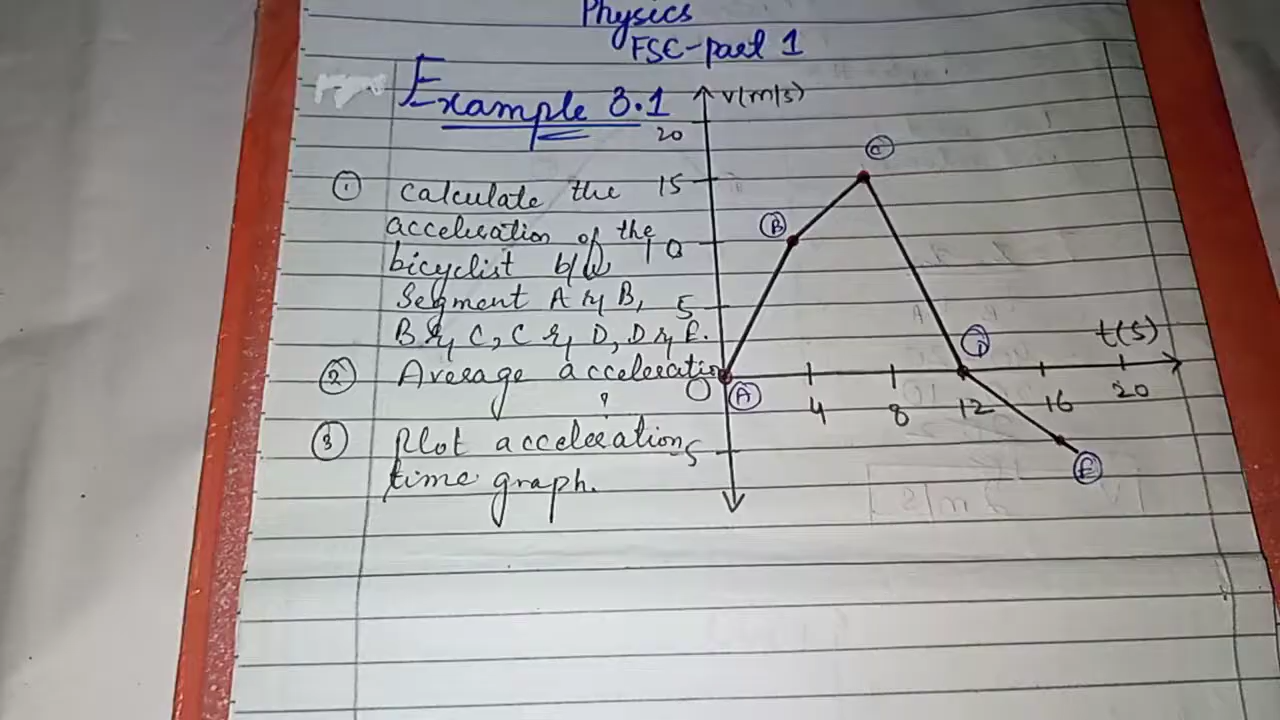 Physics
FSC-part 1
Example 3.1
① Calculate the
acceleration of the
bicyclist b/w
Segment A & B,
B & C, C & D, D & E.
② Average acceleration
?
③ Plot acceleration
time graph.
v(m/s)
20
15
10
5
0
-5
A
B
C
D
E
4
8
12
16
20
t(s)